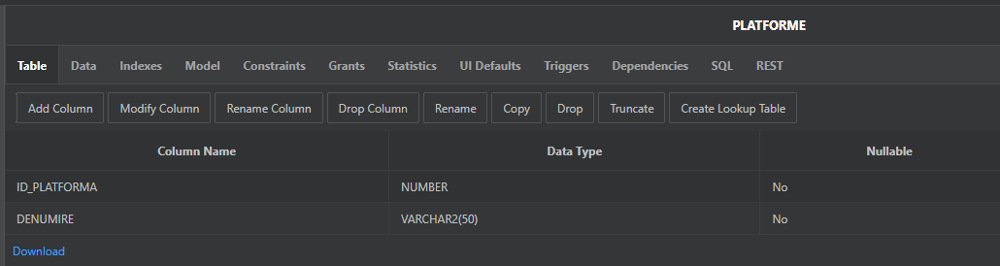 PLATFORME
Table Data Indexes Model Constraints Grants Statistics UI Defaults Triggers Dependencies SQL REST
Add Column Modify Column Rename Column Drop Column Rename Copy Drop Truncate Create Lookup Table
Column Name Data Type Nullable
ID_PLATFORMA NUMBER No
DENUMIRE VARCHAR2(50) No
Download